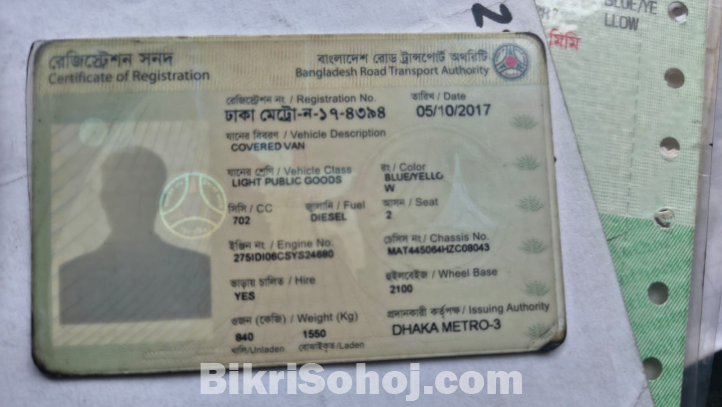 রেজিস্ট্রেশন সনদ
Certificate of Registration
বাংলাদেশ রোড ট্রান্সপোর্ট অথরিটি
Bangladesh Road Transport Authority
রেজিস্ট্রেশন নং / Registration No.
তারিখ / Date
ঢাকা মেট্রো-ন-১৭-৪৩৯৪
05/10/2017
যানের বিবরণ / Vehicle Description
COVERED VAN
যানের শ্রেণি / Vehicle Class
রং / Color
LIGHT PUBLIC GOODS
BLUE/YELLO
W
সিসি / CC
জ্বালানি / Fuel
আসন / Seat
702
DIESEL
2
ইঞ্জিন নং / Engine No.
চেসিস নং / Chassis No.
275IDI06CSYS24660
MAT445064HZC08043
ভাড়ায় চালিত / Hire
হুইলবেইজ / Wheel Base
YES
2100
ওজন (কেজি) / Weight (Kg)
প্রদানকারী কর্তৃপক্ষ / Issuing Authority
840
1550
DHAKA METRO-3
খালি/Unladen
বোঝাইকৃত/Laden
BLUE/YE
LLOW
মিমি
BikriSohoj.com